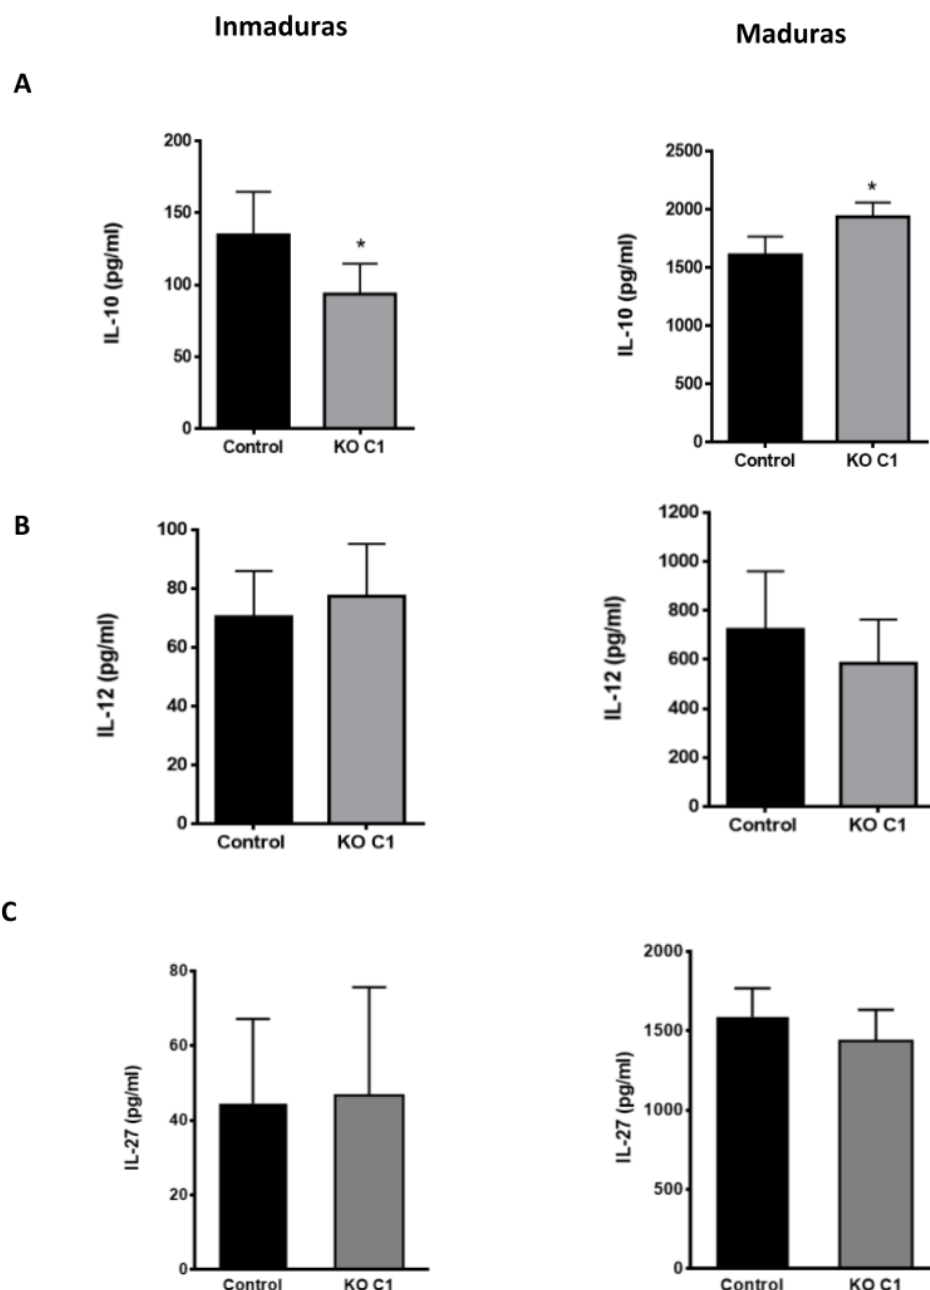 Inmaduras
Maduras
A
200
150
100
50
0
IL-10 (pg/ml)
*
Control
KO C1
2500
2000
1500
1000
500
0
IL-10 (pg/ml)
*
Control
KO C1
B
100
80
60
40
20
0
IL-12 (pg/ml)
Control
KO C1
1200
1000
800
600
400
200
0
IL-12 (pg/ml)
Control
KO C1
C
80
60
40
20
0
IL-27 (pg/ml)
Control
KO C1
2000
1500
1000
500
0
IL-27 (pg/ml)
Control
KO C1